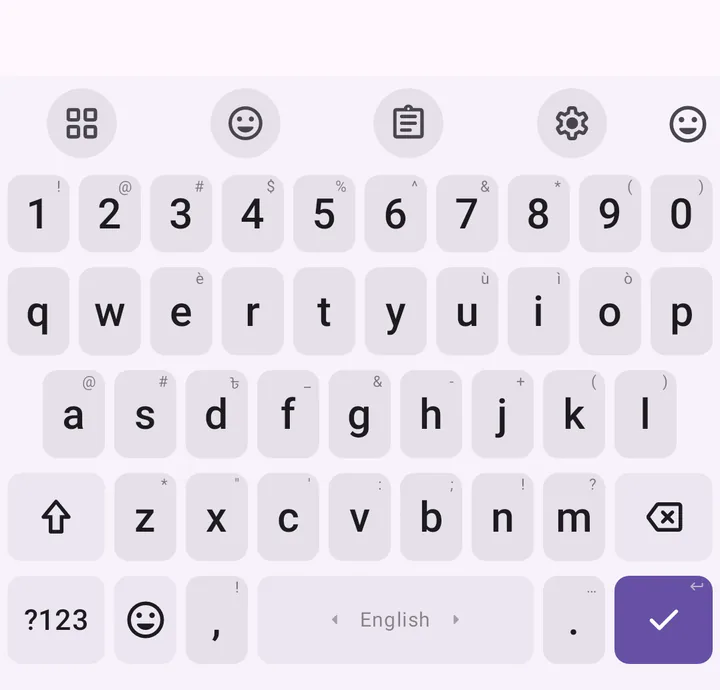 1 ! 2 @ 3 # 4 $ 5 % 6 ^ 7 & 8 * 9 ( 0 )
q w e è r t y u ù i ì o ò p
a @ s # d ъ f _ g & h - j + k ( l )
z * x " c ' v : b ; n ! m ?
?123 , ! English . …